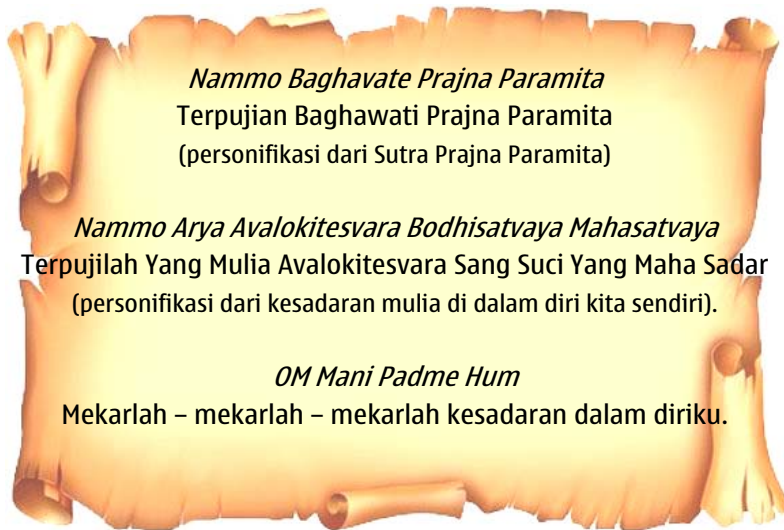 Nammo Baghavate Prajna Paramita
Terpujian Baghawati Prajna Paramita
(personifikasi dari Sutra Prajna Paramita)
Nammo Arya Avalokitesvara Bodhisatvaya Mahasatvaya
Terpujilah Yang Mulia Avalokitesvara Sang Suci Yang Maha Sadar
(personifikasi dari kesadaran mulia di dalam diri kita sendiri).
OM Mani Padme Hum
Mekarlah – mekarlah – mekarlah kesadaran dalam diriku.